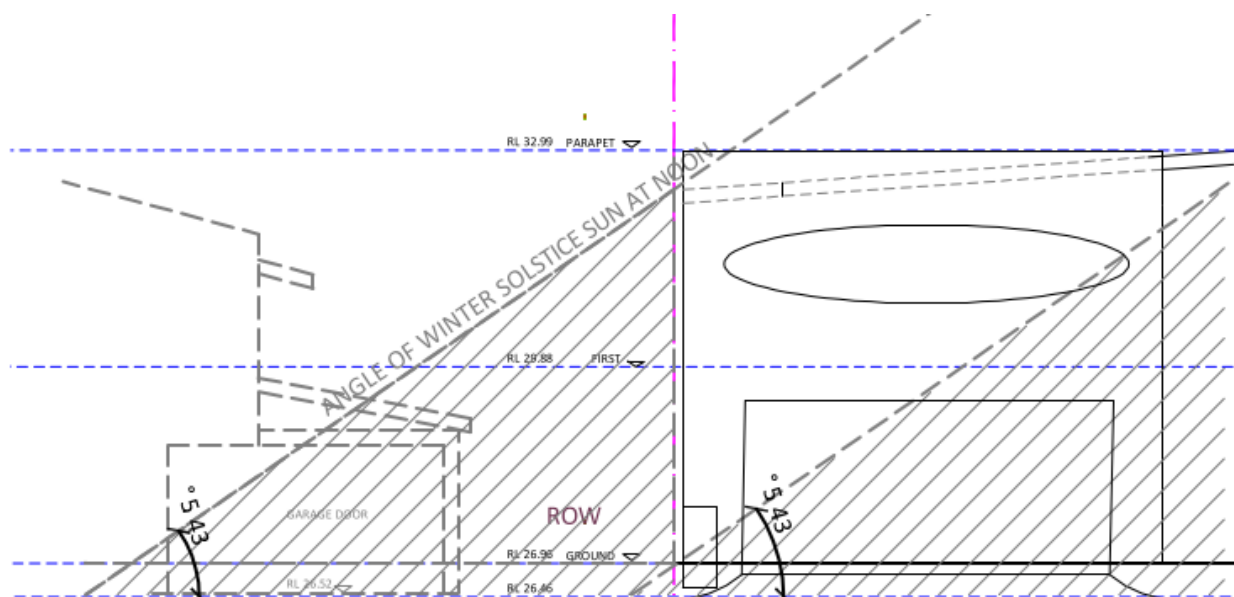 RL 32.99 PARAPET
ANGLE OF WINTER SOLSTICE SUN AT NOON
RL 29.88 FIRST
° 5 43
° 5 43
GARAGE DOOR
ROW
RL 26.96 GROUND
RL 26.52
RL 26.46